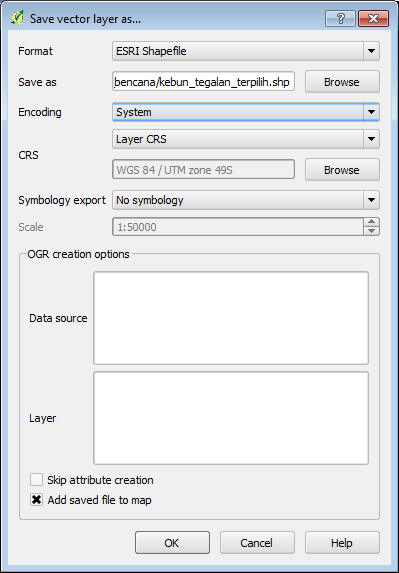 Save vector layer as...
Format ESRI Shapefile
Save as bencana/kebun_tegalan_terpilih.shp Browse
Encoding System
Layer CRS
CRS
WGS 84 / UTM zone 49S Browse
Symbology export No symbology
Scale 1:50000
OGR creation options
Data source
Layer
Skip attribute creation
Add saved file to map
OK Cancel Help